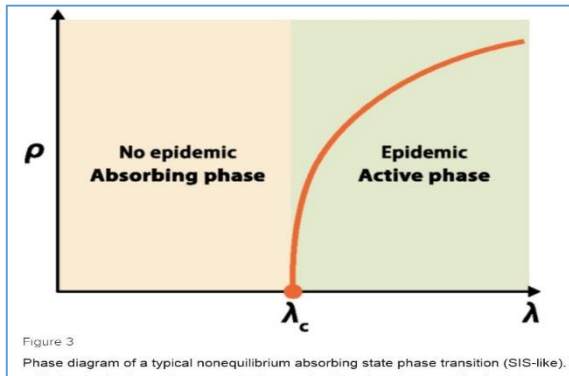 ρ
No epidemic
Absorbing phase
Epidemic
Active phase
λc
λ
Figure 3
Phase diagram of a typical nonequilibrium absorbing state phase transition (SIS-like).